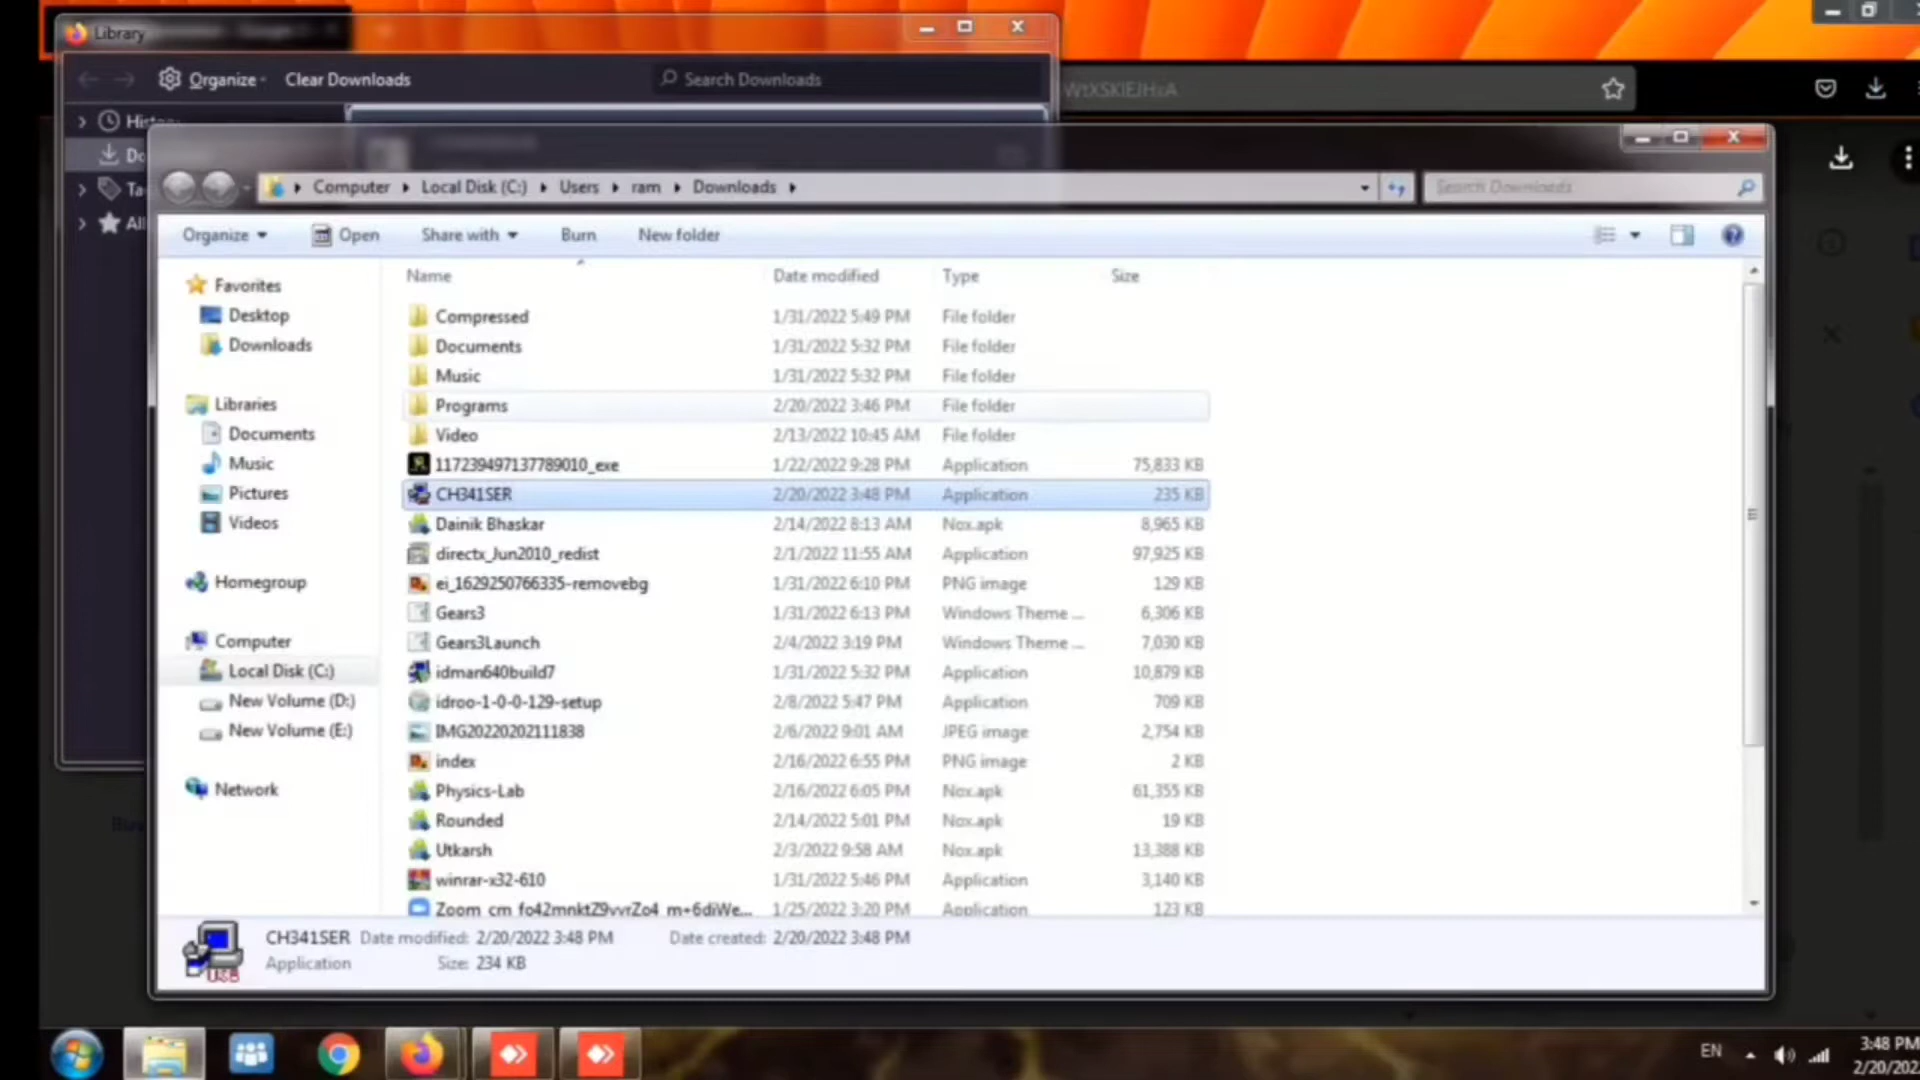 Library
Organize
Clear Downloads
Search Downloads
WtXSKIEJHxA
Computer Local Disk (C:) Users ram Downloads
Search Downloads
Organize Open Share with Burn New folder
Name Date modified Type Size
Favorites
Desktop
Downloads
Libraries
Documents
Music
Pictures
Videos
Homegroup
Computer
Local Disk (C:)
New Volume (D:)
New Volume (E:)
Network
Compressed 1/31/2022 5:49 PM File folder
Documents 1/31/2022 5:32 PM File folder
Music 1/31/2022 5:32 PM File folder
Programs 2/20/2022 3:46 PM File folder
Video 2/13/2022 10:45 AM File folder
117239497137789010_exe 1/22/2022 9:28 PM Application 75,833 KB
CH341SER 2/20/2022 3:48 PM Application 235 KB
Dainik Bhaskar 2/14/2022 8:13 AM Nox.apk 8,965 KB
directx_Jun2010_redist 2/1/2022 11:55 AM Application 97,925 KB
ei_1629250766335-removebg 1/31/2022 6:10 PM PNG image 129 KB
Gears3 1/31/2022 6:13 PM Windows Theme ... 6,306 KB
Gears3Launch 2/4/2022 3:19 PM Windows Theme ... 7,030 KB
idman640build7 1/31/2022 5:32 PM Application 10,879 KB
idroo-1-0-0-129-setup 2/8/2022 5:47 PM Application 709 KB
IMG20220202111838 2/6/2022 9:01 AM JPEG image 2,754 KB
index 2/16/2022 6:55 PM PNG image 2 KB
Physics-Lab 2/16/2022 6:05 PM Nox.apk 61,355 KB
Rounded 2/14/2022 5:01 PM Nox.apk 19 KB
Utkarsh 2/3/2022 9:58 AM Nox.apk 13,388 KB
winrar-x32-610 1/31/2022 5:46 PM Application 3,140 KB
Zoom_cm_fo42mnktZ9vvrZo4_m+6diWe... 1/25/2022 3:20 PM Application 123 KB
CH341SER Date modified: 2/20/2022 3:48 PM Date created: 2/20/2022 3:48 PM
Application Size: 234 KB
USB
EN
3:48 PM
2/20/202